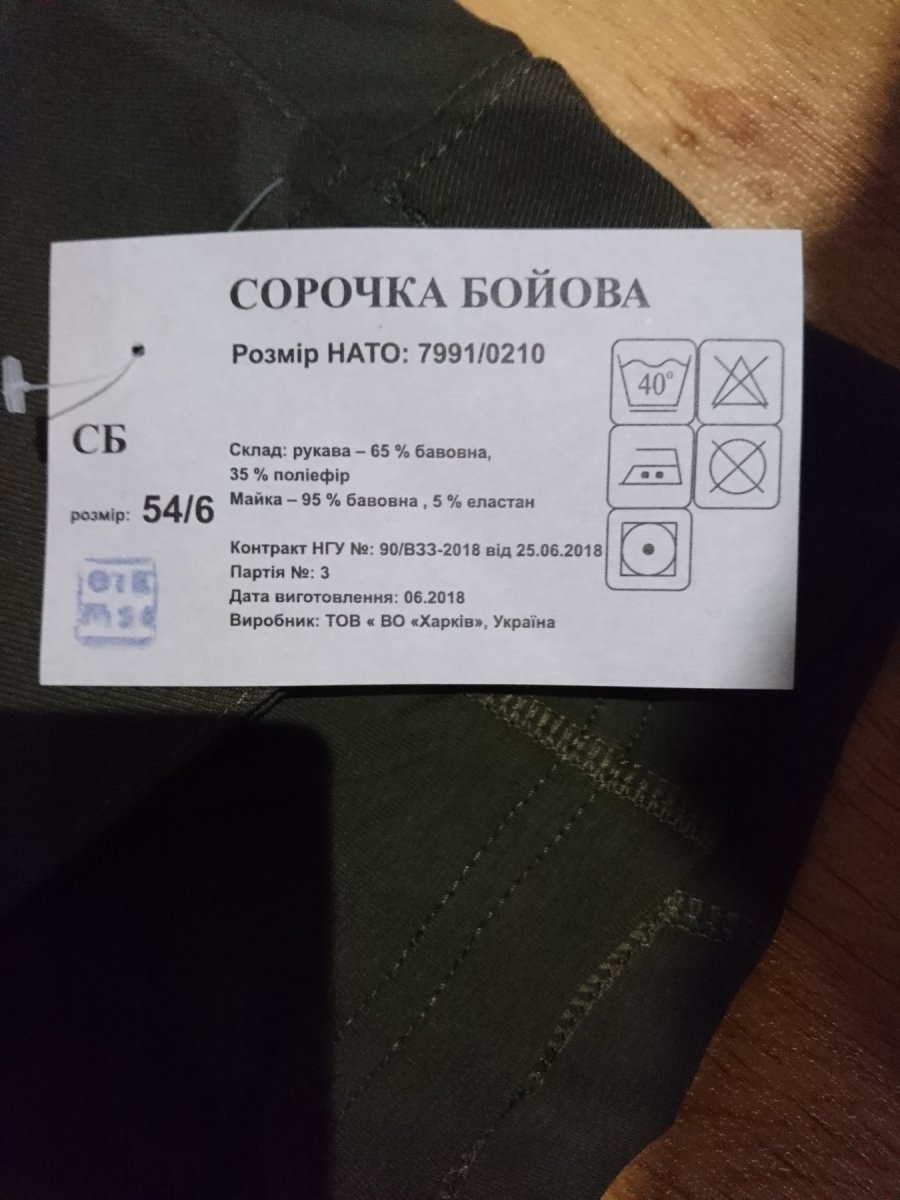 СОРОЧКА БОЙОВА
Розмір НАТО: 7991/0210
40°
СБ
розмір: 54/6
Склад: рукава – 65 % бавовна,
35 % поліефір
Майка – 95 % бавовна , 5 % еластан
Контракт НГУ №: 90/ВЗЗ-2018 від 25.06.2018
Партія №: 3
Дата виготовлення: 06.2018
Виробник: ТОВ « ВО «Харків», Україна